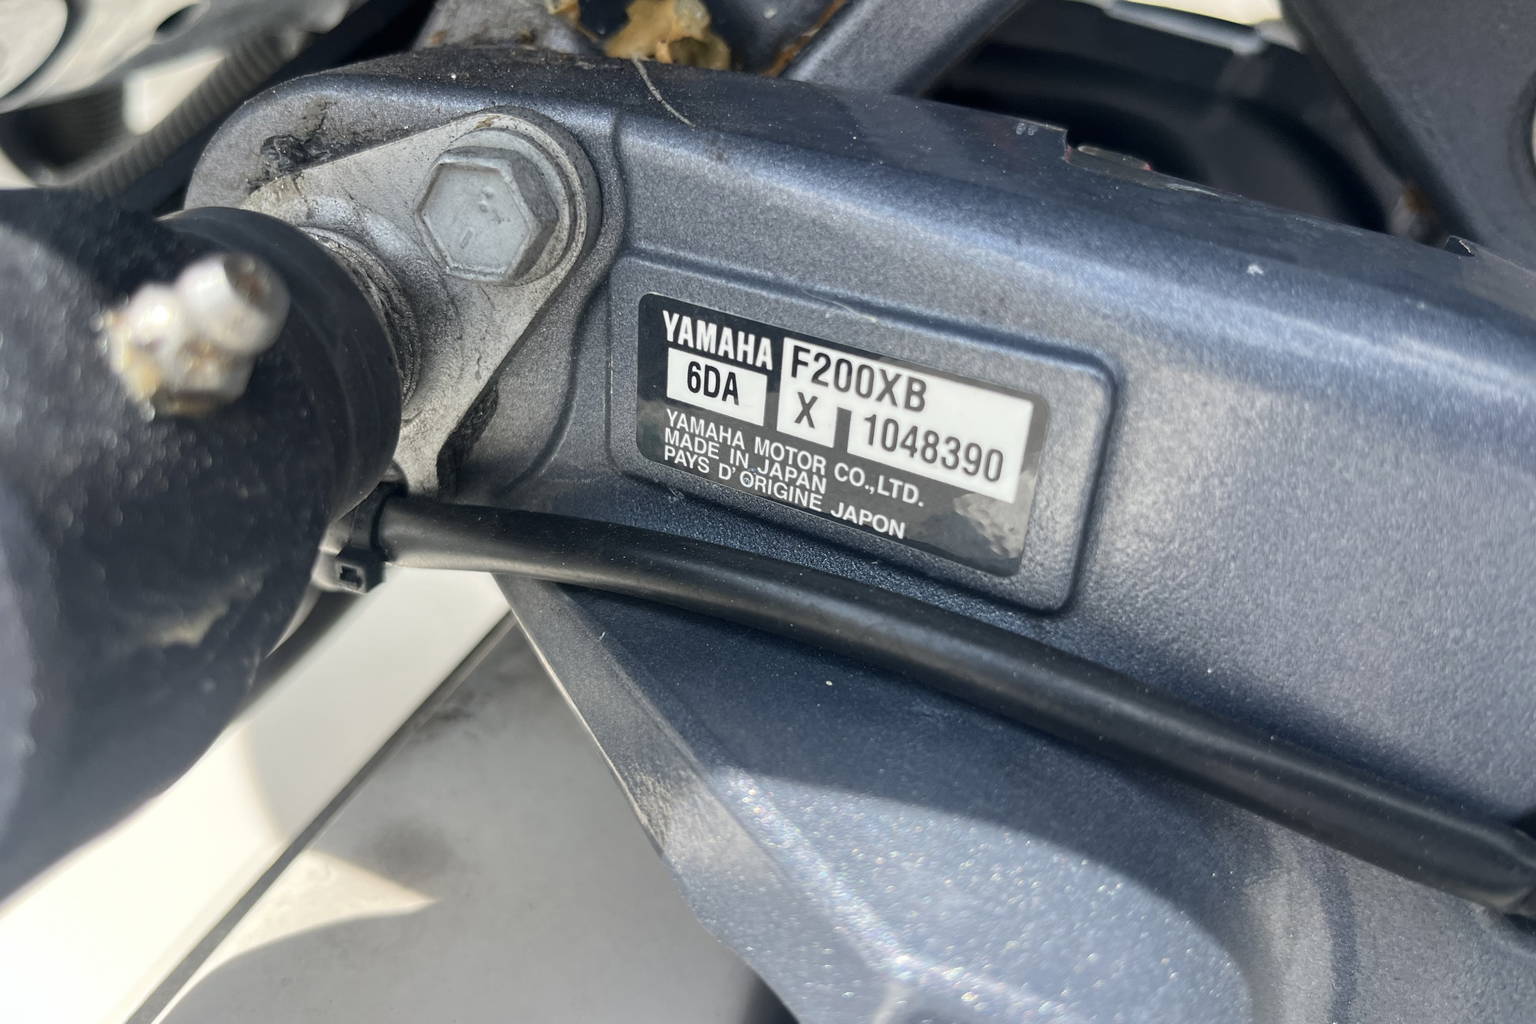 YAMAHA F200XB
6DA X 1048390
YAMAHA MOTOR CO.,LTD.
MADE IN JAPAN
PAYS D'ORIGINE JAPON